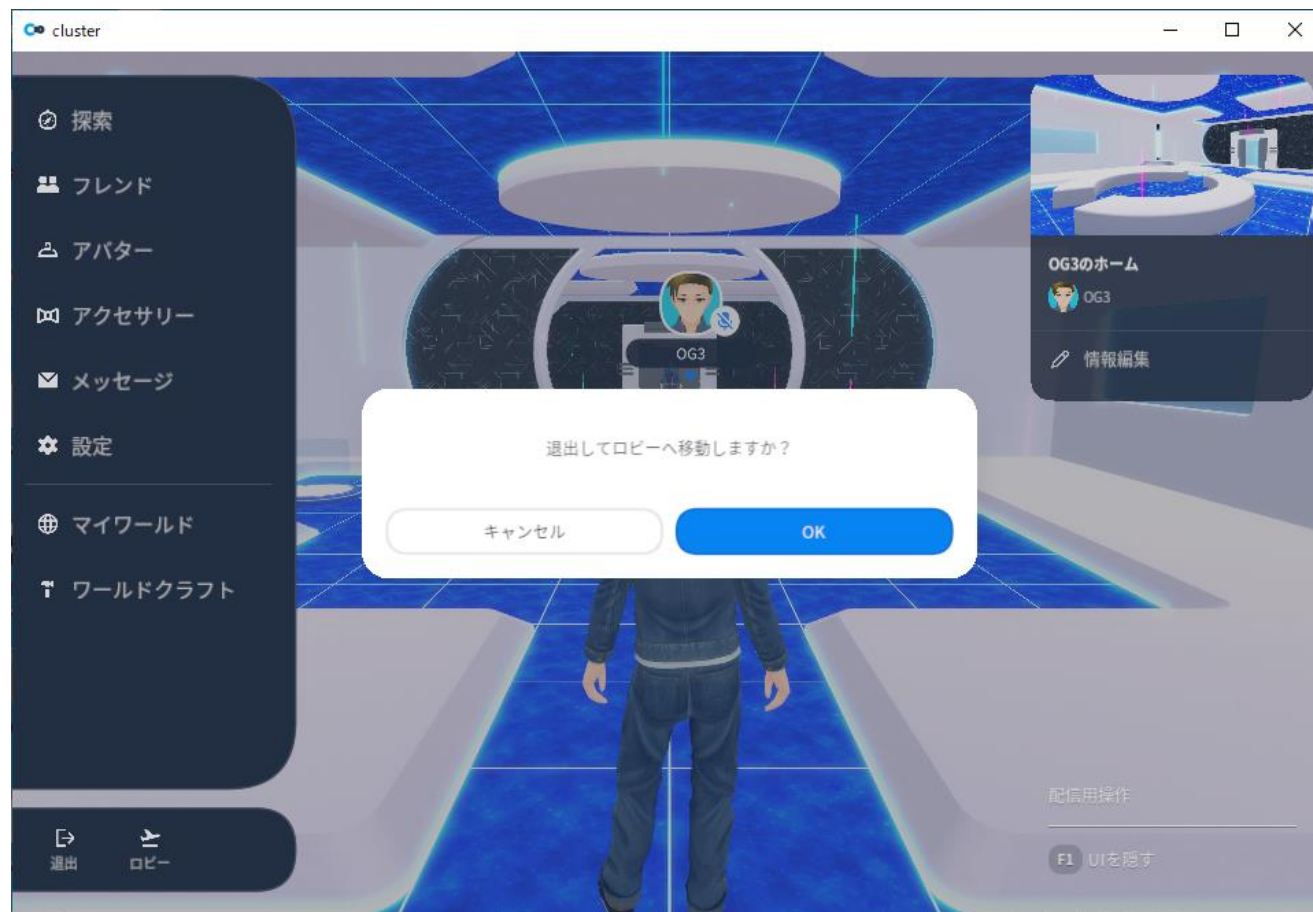 cluster
探索
フレンド
アバター
アクセサリー
メッセージ
設定
マイワールド
ワールドクラフト
退出
ロビー
OG3
退出してロビーへ移動しますか？
キャンセル
OK
OG3のホーム
OG3
情報編集
配信用操作
F1 UIを隠す